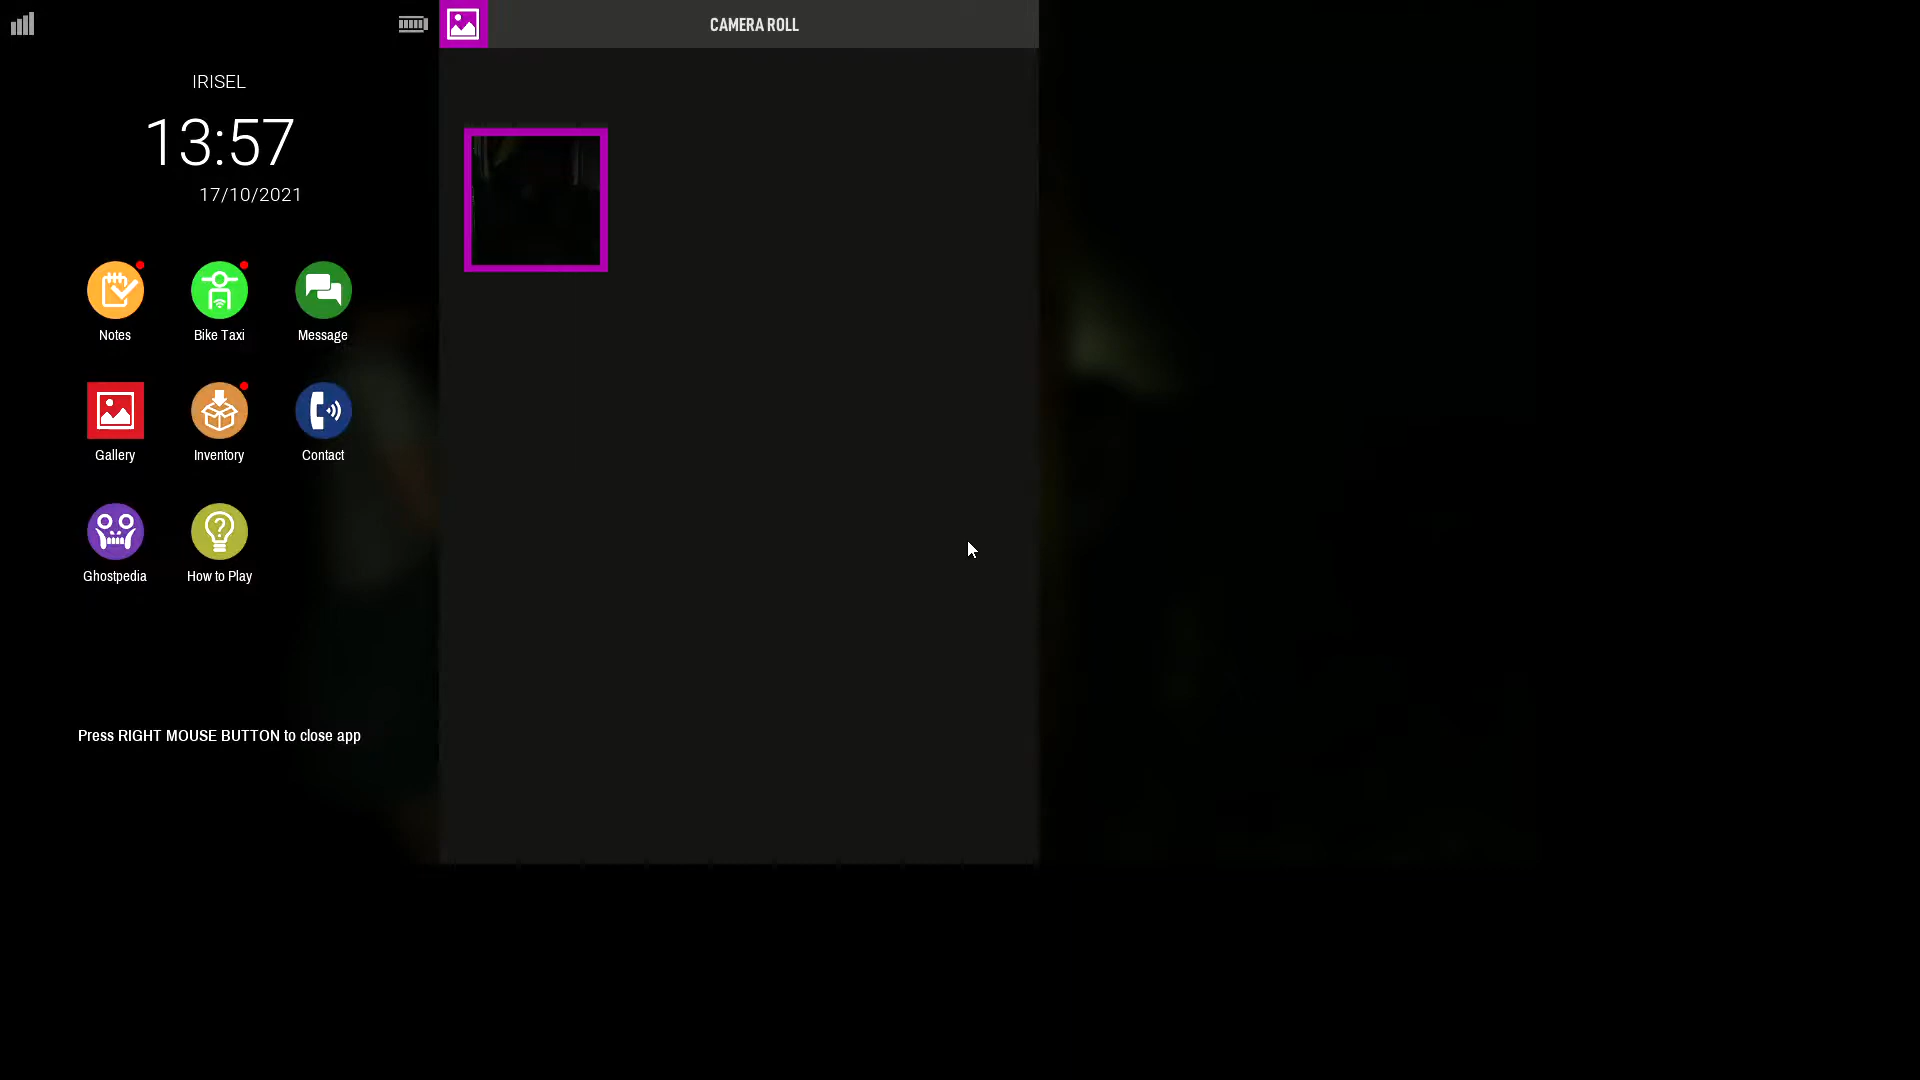 CAMERA ROLL
IRISEL
13:57
17/10/2021
Notes
Bike Taxi
Message
Gallery
Inventory
Contact
Ghostpedia
How to Play
Press RIGHT MOUSE BUTTON to close app